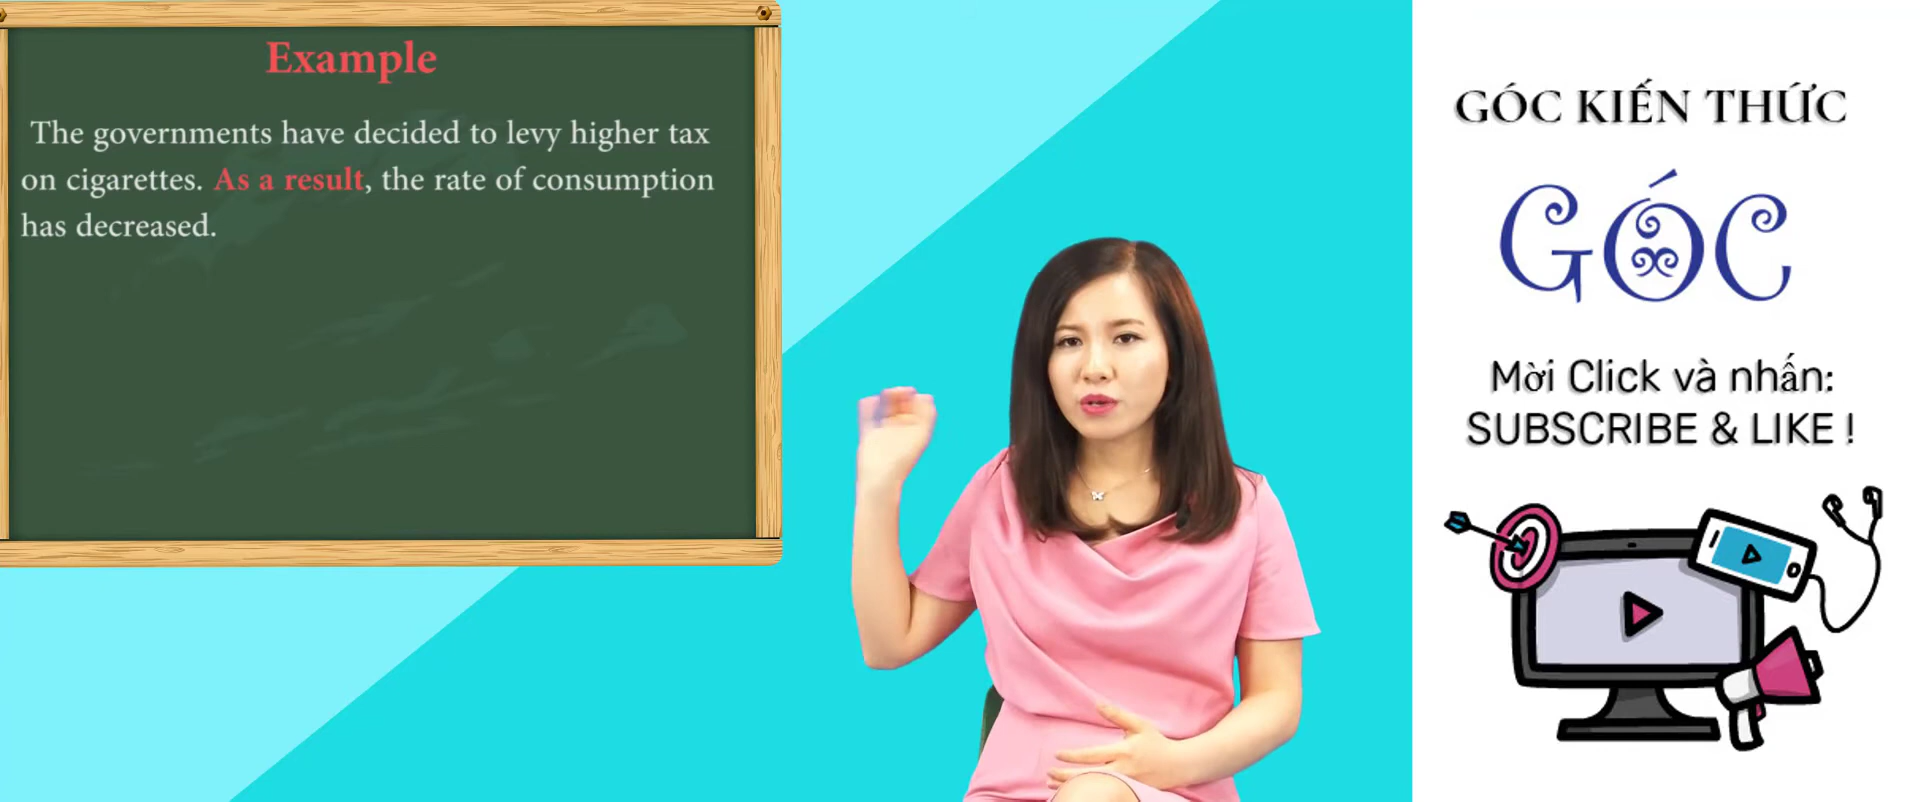 Example
The governments have decided to levy higher tax
on cigarettes. As a result, the rate of consumption
has decreased.
GÓC KIẾN THỨC
GÓC
Mời Click và nhấn:
SUBSCRIBE & LIKE !